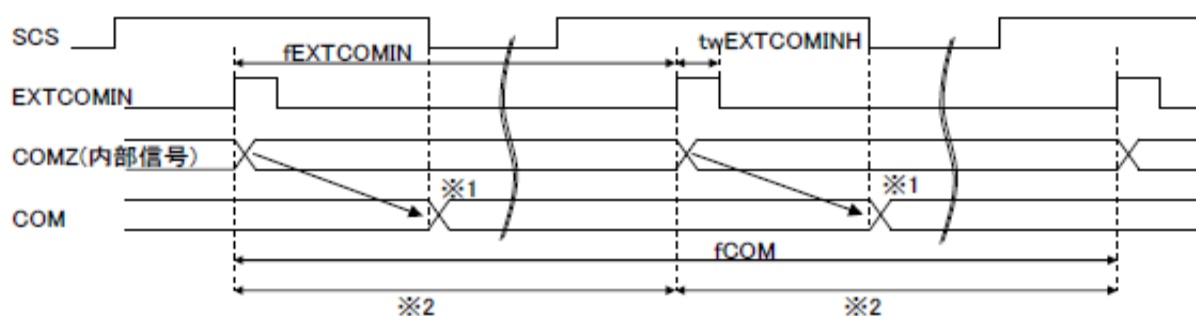 SCS
fEXTCOMIN
twEXTCOMINH
EXTCOMIN
COMZ(内部信号)
※1
※1
COM
fCOM
※2
※2